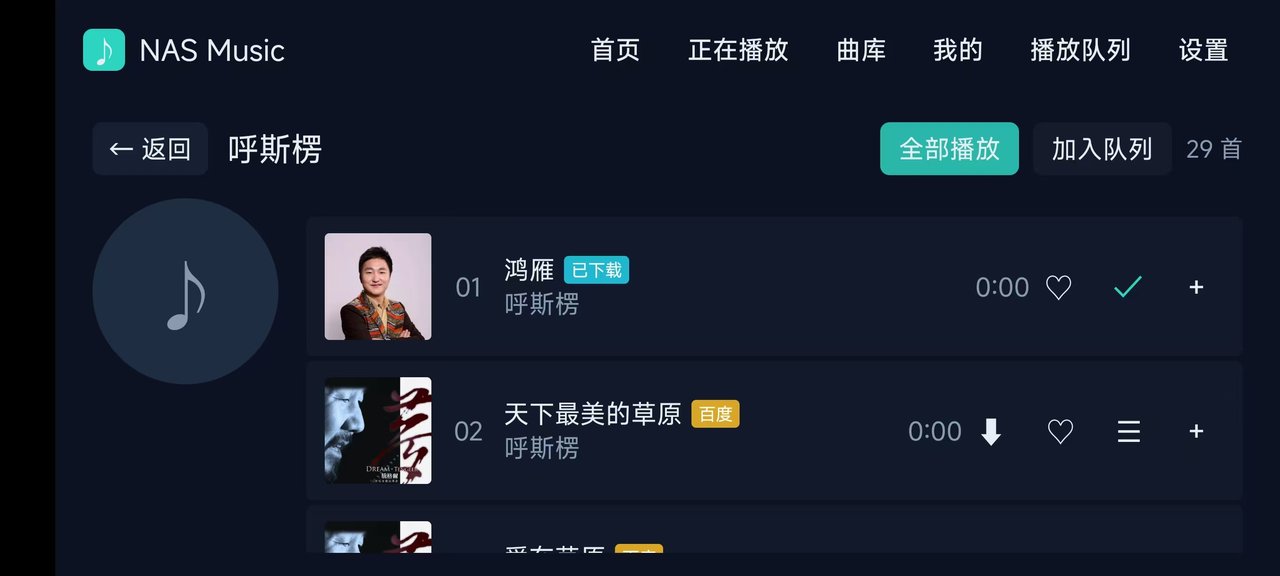 NAS Music 首页 正在播放 曲库 我的 播放队列 设置
← 返回 呼斯楞 全部播放 加入队列 29 首
01 鸿雁 已下载 0:00
呼斯楞
02 天下最美的草原 百度 0:00
呼斯楞
DREAM